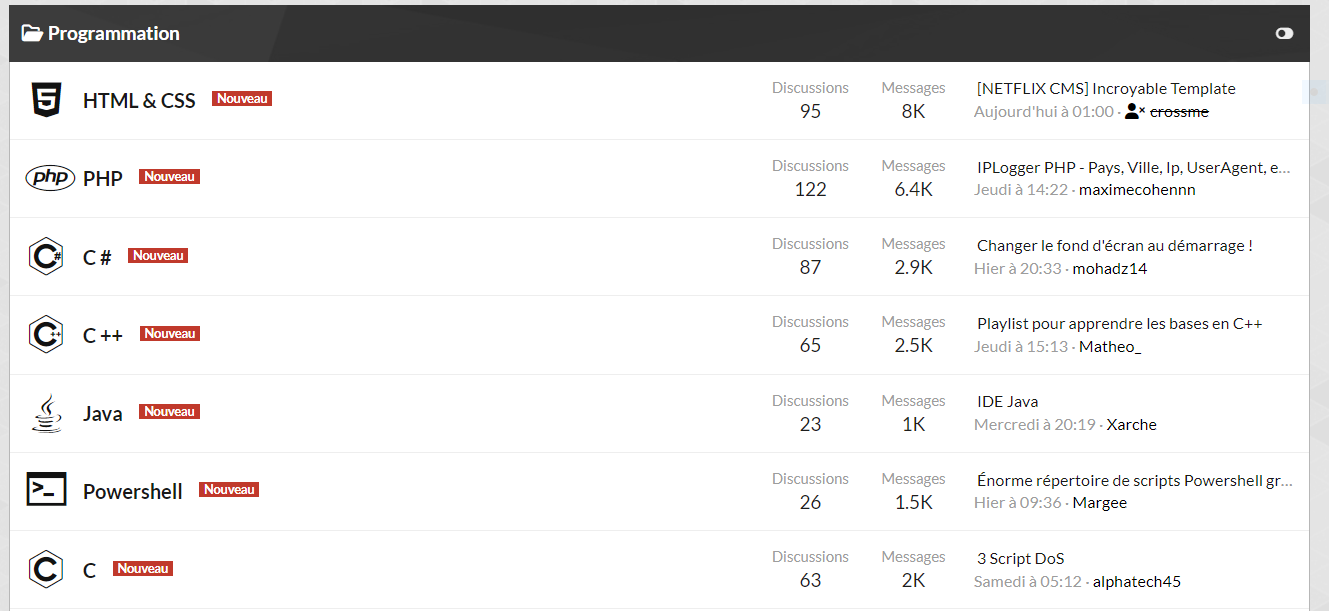 Programmation
HTML & CSS Nouveau
Discussions
95
Messages
8K
[NETFLIX CMS] Incroyable Template
Aujourd'hui à 01:00 · crossme
php PHP Nouveau
Discussions
122
Messages
6.4K
IPLogger PHP - Pays, Ville, Ip, UserAgent, e...
Jeudi à 14:22 · maximecohennn
C# C # Nouveau
Discussions
87
Messages
2.9K
Changer le fond d'écran au démarrage !
Hier à 20:33 · mohadz14
C++ C ++ Nouveau
Discussions
65
Messages
2.5K
Playlist pour apprendre les bases en C++
Jeudi à 15:13 · Matheo_
Java Nouveau
Discussions
23
Messages
1K
IDE Java
Mercredi à 20:19 · Xarche
>_ Powershell Nouveau
Discussions
26
Messages
1.5K
Énorme répertoire de scripts Powershell gr...
Hier à 09:36 · Margee
C C Nouveau
Discussions
63
Messages
2K
3 Script DoS
Samedi à 05:12 · alphatech45